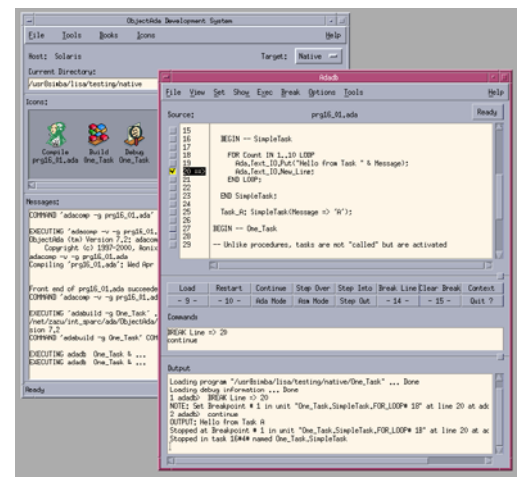 ObjectAda Development System
File Tools Books Icons Help
Host: Solaris Target: Native
Current Directory:
/usr0simba/lisa/testing/native
Icons:
Compile Build Debug
prg16_01.ada One_Task One_Task
Messages:
COMMAND "adacomp -g prg16_01.ada"
EXECUTING "adacomp -v -g prg16_01.
ObjectAda (tm) Version 7.2: adacom
Copyright (c) 1997-2000, Aonix
adacomp -v -g prg16_01.ada
Compiling "prg16_01.ada"; Wed Apr
Front end of prg16_01.ada succeede
COMMAND "adacomp -v -g prg16_01.ad
EXECUTING "adabuild -g One_Task" .
/net/zazu/int_sparc/ada/ObjectAda/
sion 7.2
COMMAND "adabuild -g One_Task" COM
EXECUTING adadb One_Task & ...
EXECUTING adadb One_Task & ...
Ready
Adadb
File View Set Show Exec Break Options Tools Help
Source: prg16_01.ada Ready
15
16 BEGIN -- SimpleTask
17
18 FOR Count IN 1..10 LOOP
19 Ada.Text_IO.Put("Hello from Task " & Message);
20 ==> Ada.Text_IO.New_Line;
21 END LOOP;
22
23 END SimpleTask;
24
25 Task_A: SimpleTask(Message => 'A');
26
27 BEGIN -- One_Task
28
29 -- Unlike procedures, tasks are not "called" but are activated
Load Restart Continue Step Over Step Into Break Line Clear Break Context
- 9 - - 10 - Ada Mode Asm Mode Step Out - 14 - - 15 - Quit ?
Commands
BREAK Line => 20
continue
Output
Loading program "/usr0simba/lisa/testing/native/One_Task" ... Done
Loading debug information ... Done
1 adadb> BREAK Line => 20
NOTE: Set Breakpoint # 1 in unit "One_Task.SimpleTask.FOR_LOOP# 18" at line 20 at adc
2 adadb> continue
OUTPUT: Hello from Task A
Stopped at Breakpoint # 1 in unit "One_Task.SimpleTask.FOR_LOOP# 18" at line 20 at ac
Stopped in task 16#4# named One_Task.SimpleTask